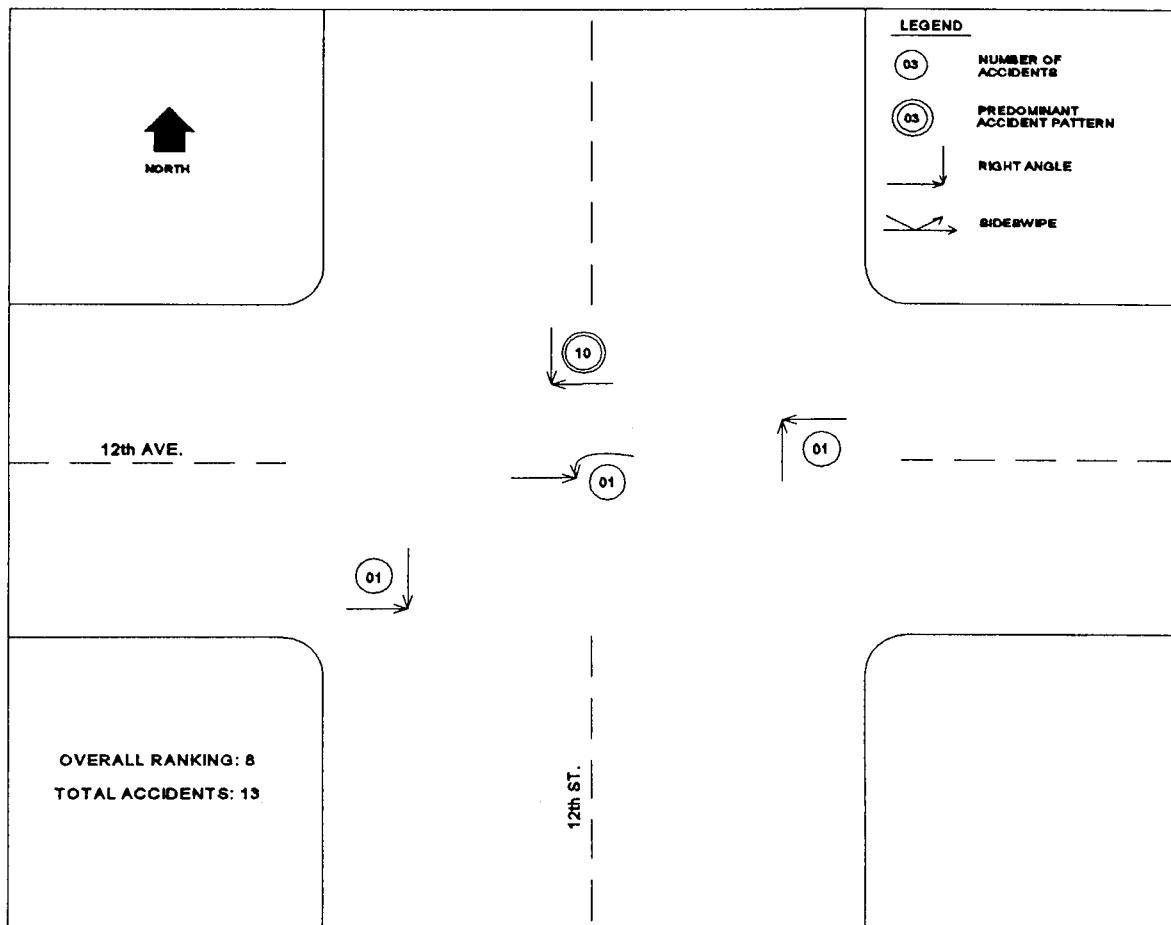 LEGEND
03 NUMBER OF
ACCIDENTS
03 PREDOMINANT
ACCIDENT PATTERN
RIGHT ANGLE
SIDESWIPE
NORTH
10
12th AVE.
01
01
01
OVERALL RANKING: 8
TOTAL ACCIDENTS: 13
12th ST.